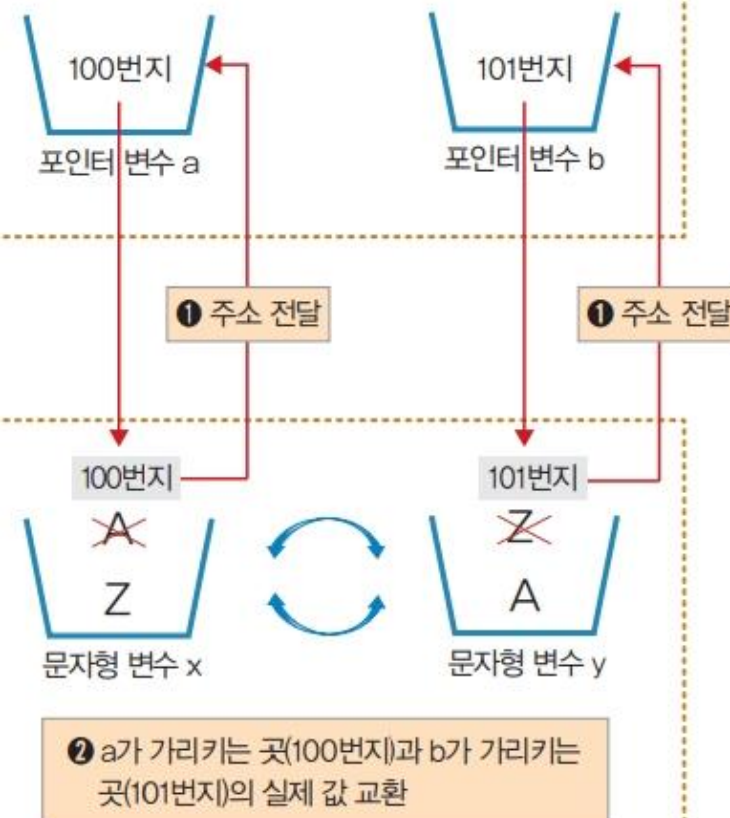 100번지
101번지
포인터 변수 a
포인터 변수 b
❶ 주소 전달
❶ 주소 전달
100번지
101번지
A
Z
Z
A
문자형 변수 x
문자형 변수 y
❷ a가 가리키는 곳(100번지)과 b가 가리키는
곳(101번지)의 실제 값 교환